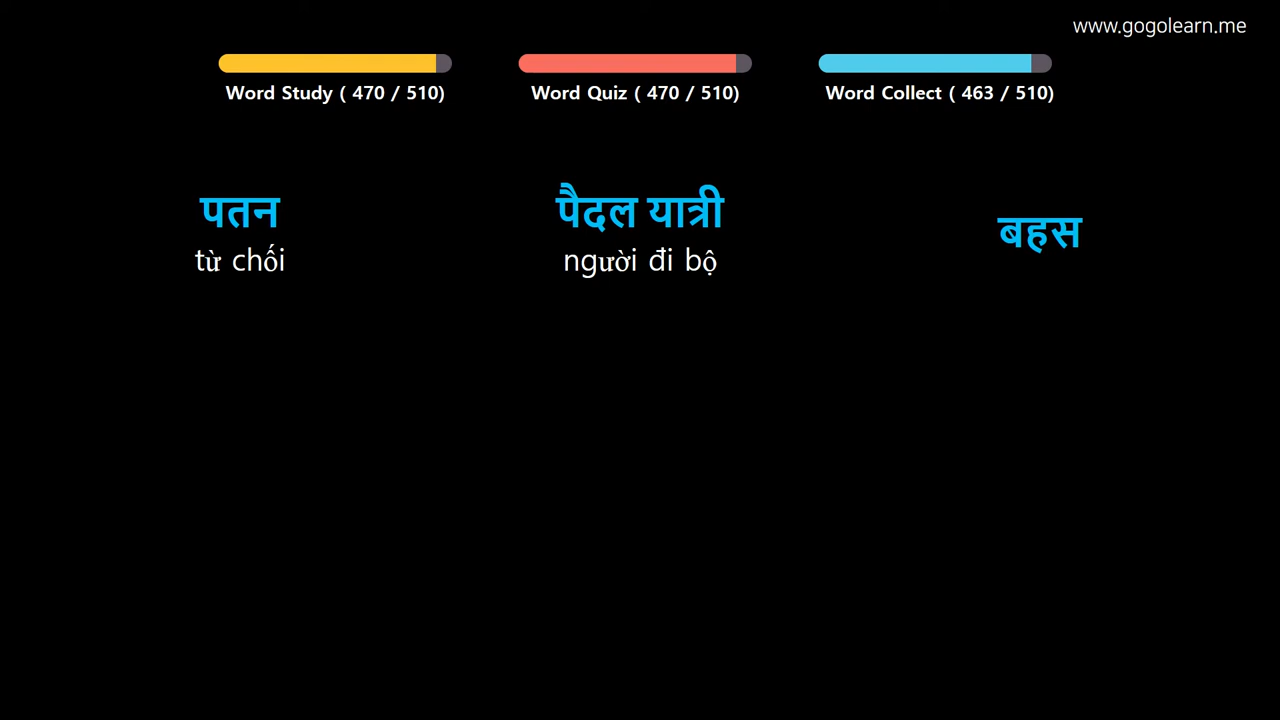 www.gogolearn.me
Word Study ( 470 / 510)
Word Quiz ( 470 / 510)
Word Collect ( 463 / 510)
पतन
từ chối
पैदल यात्री
người đi bộ
बहस